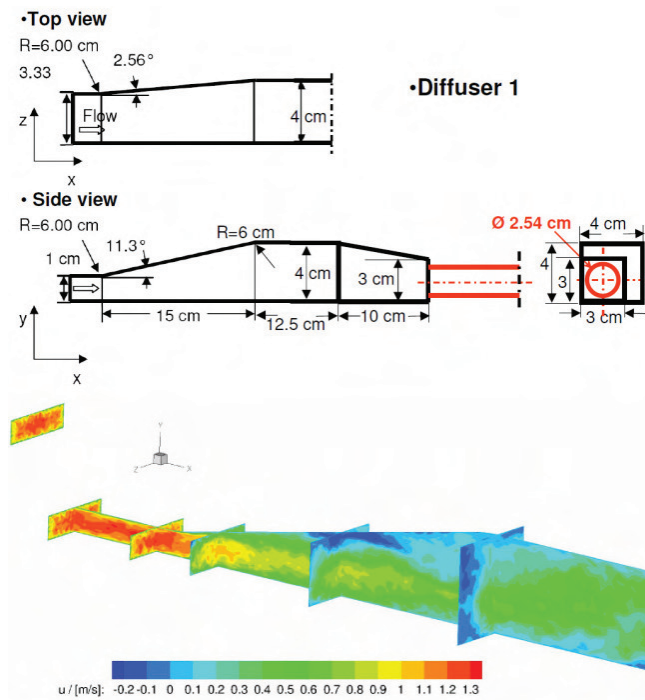 •Top view
R=6.00 cm
2.56°
3.33
•Diffuser 1
Flow
4 cm
z
x
• Side view
R=6.00 cm
R=6 cm
Ø 2.54 cm
4 cm
11.3°
1 cm
4 cm
3 cm
4
3
15 cm
12.5 cm
10 cm
3 cm
y
x
Y
Z
X
u / [m/s]: -0.2 -0.1 0 0.1 0.2 0.3 0.4 0.5 0.6 0.7 0.8 0.9 1 1.1 1.2 1.3